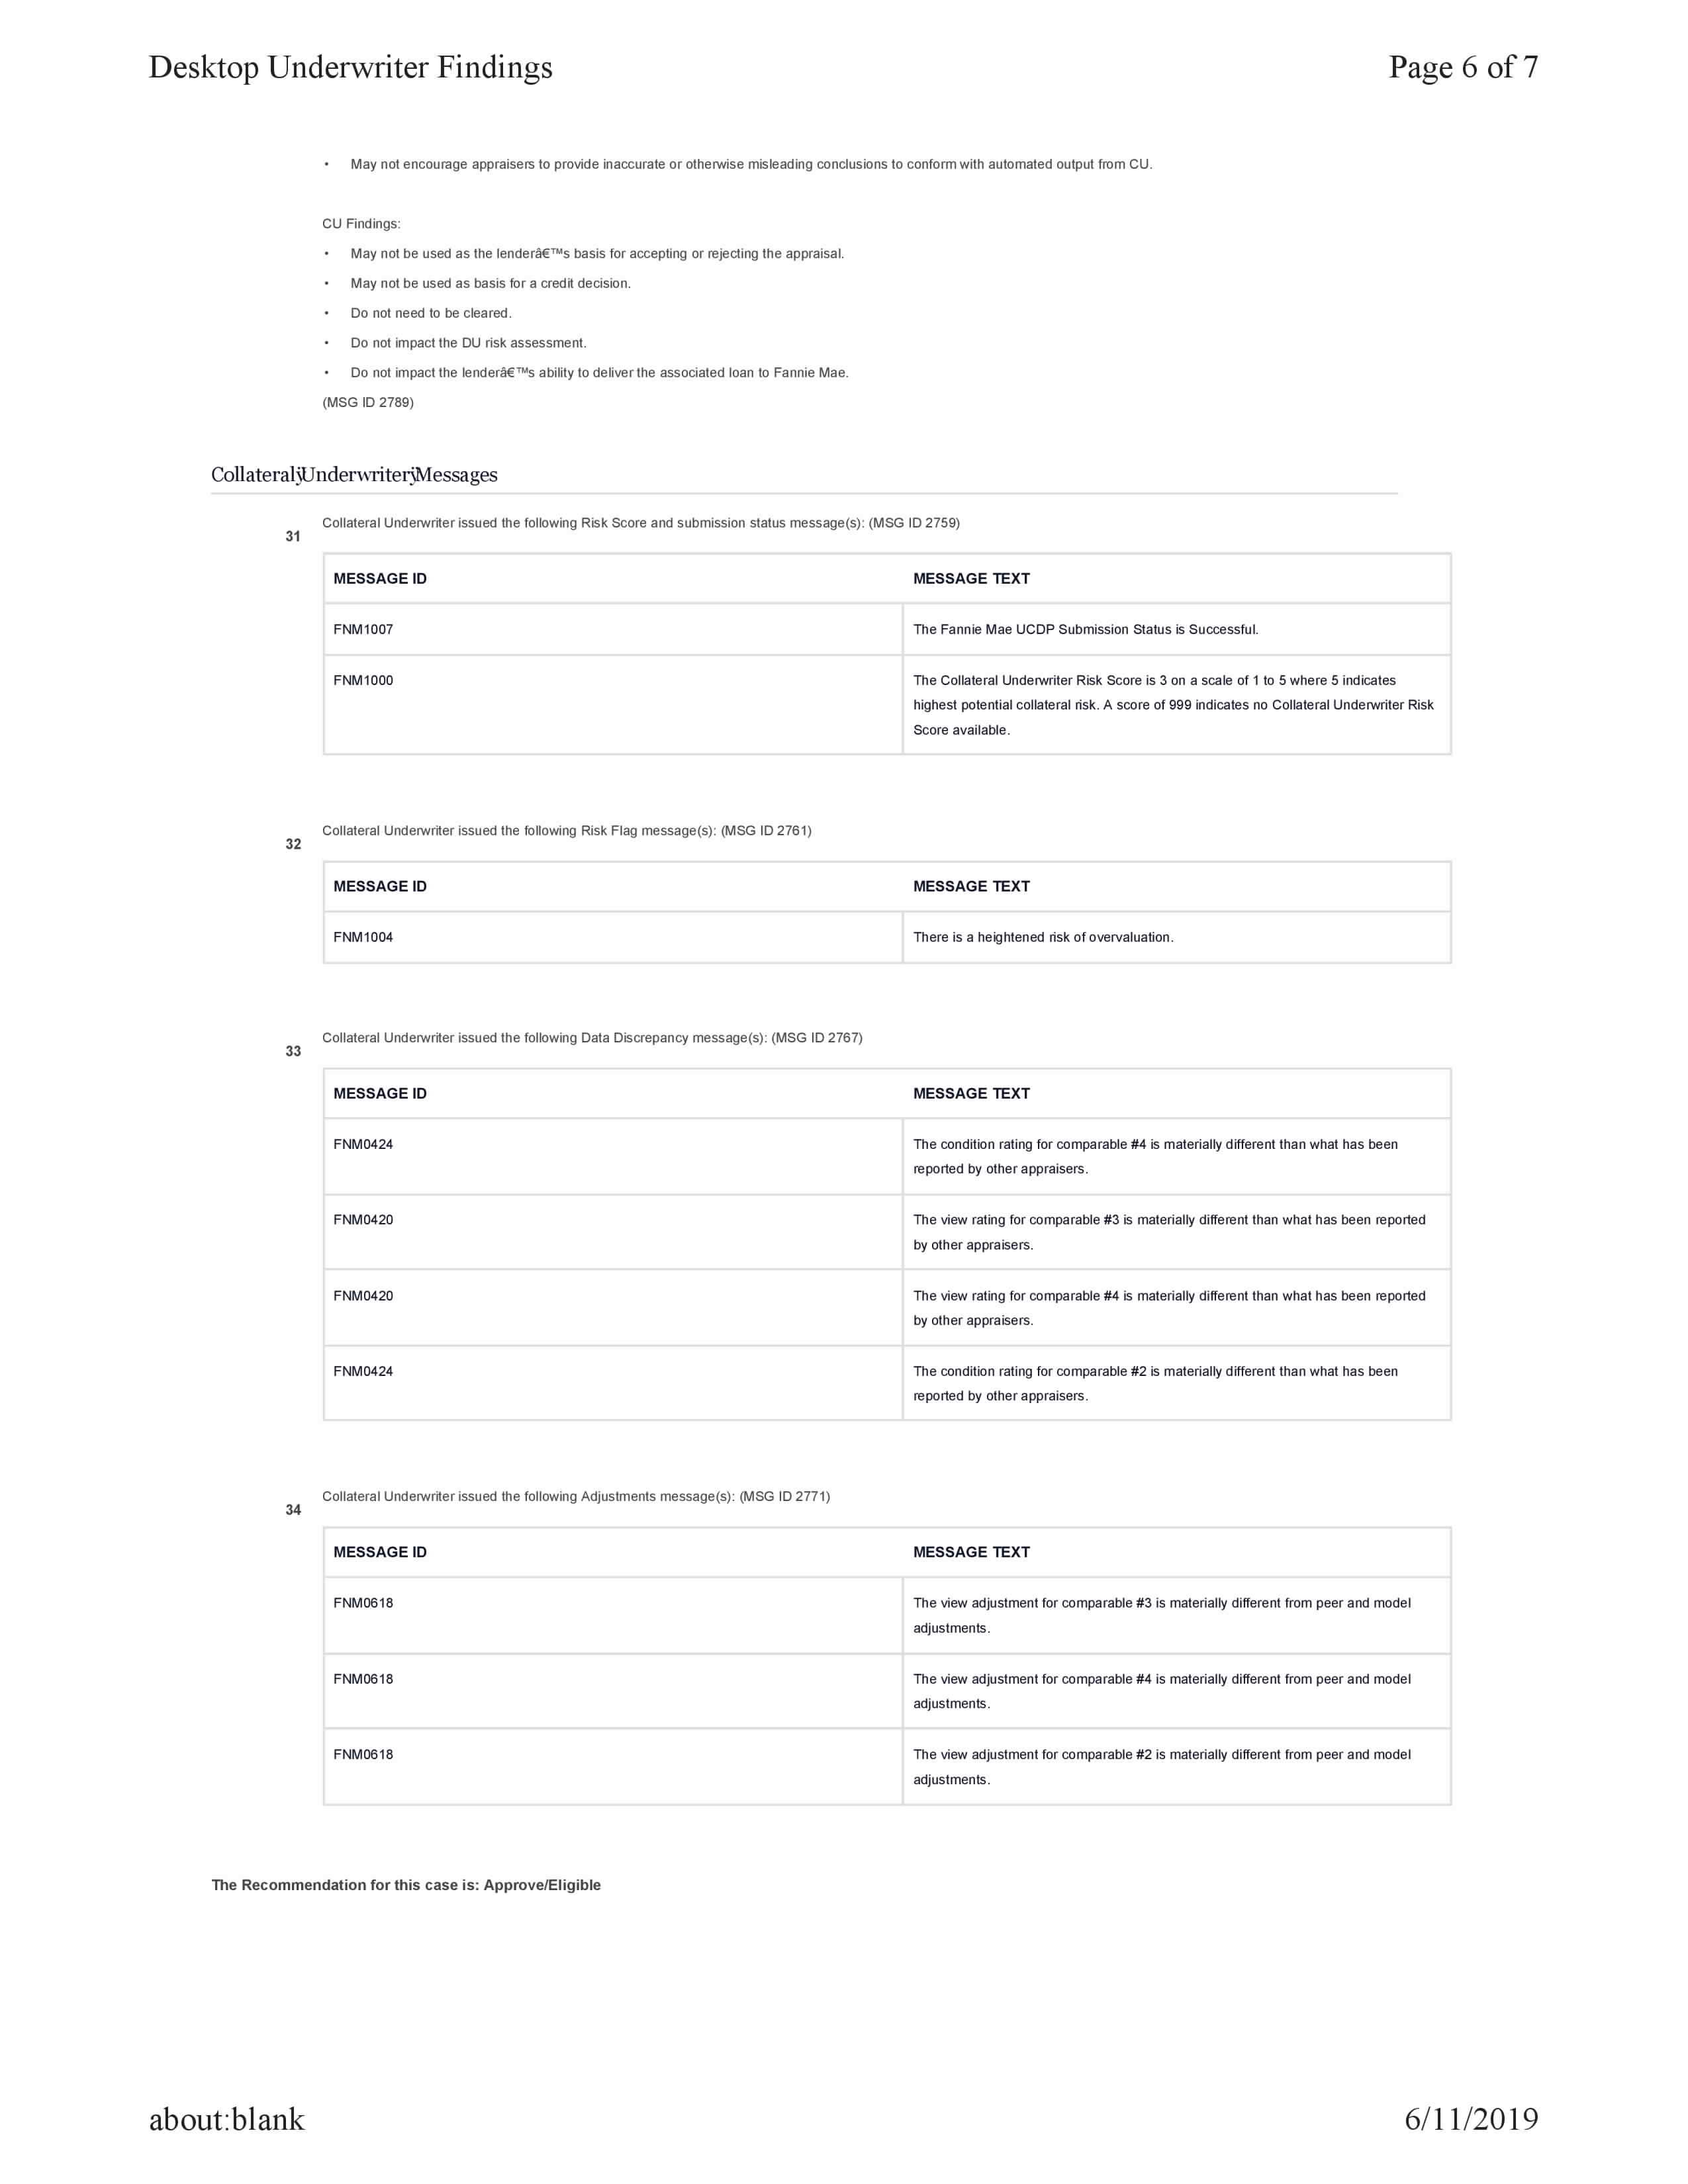 Desktop Underwriter Findings Page 6 of 7
• May not encourage appraisers to provide inaccurate or otherwise misleading conclusions to conform with automated output from CU.
CU Findings:
• May not be used as the lenderâ€™s basis for accepting or rejecting the appraisal.
• May not be used as basis for a credit decision.
• Do not need to be cleared.
• Do not impact the DU risk assessment.
• Do not impact the lenderâ€™s ability to deliver the associated loan to Fannie Mae.
(MSG ID 2789)
CollateralÿUnderwriterÿMessages
31 Collateral Underwriter issued the following Risk Score and submission status message(s): (MSG ID 2759)
MESSAGE ID MESSAGE TEXT
FNM1007 The Fannie Mae UCDP Submission Status is Successful.
FNM1000 The Collateral Underwriter Risk Score is 3 on a scale of 1 to 5 where 5 indicates
highest potential collateral risk. A score of 999 indicates no Collateral Underwriter Risk
Score available.
32 Collateral Underwriter issued the following Risk Flag message(s): (MSG ID 2761)
MESSAGE ID MESSAGE TEXT
FNM1004 There is a heightened risk of overvaluation.
33 Collateral Underwriter issued the following Data Discrepancy message(s): (MSG ID 2767)
MESSAGE ID MESSAGE TEXT
FNM0424 The condition rating for comparable #4 is materially different than what has been
reported by other appraisers.
FNM0420 The view rating for comparable #3 is materially different than what has been reported
by other appraisers.
FNM0420 The view rating for comparable #4 is materially different than what has been reported
by other appraisers.
FNM0424 The condition rating for comparable #2 is materially different than what has been
reported by other appraisers.
34 Collateral Underwriter issued the following Adjustments message(s): (MSG ID 2771)
MESSAGE ID MESSAGE TEXT
FNM0618 The view adjustment for comparable #3 is materially different from peer and model
adjustments.
FNM0618 The view adjustment for comparable #4 is materially different from peer and model
adjustments.
FNM0618 The view adjustment for comparable #2 is materially different from peer and model
adjustments.
The Recommendation for this case is: Approve/Eligible
about:blank 6/11/2019